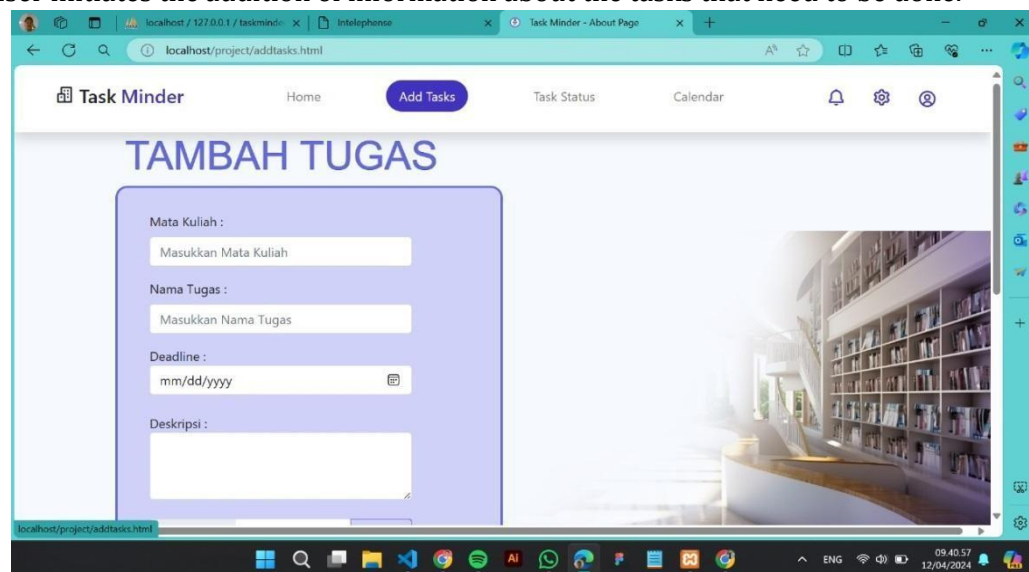 user initiates the addition of information about the tasks that need to be done.
localhost / 127.0.0.1 / taskminde
Intelephense
Task Minder - About Page
localhost/project/addtasks.html
Task Minder
Home
Add Tasks
Task Status
Calendar
TAMBAH TUGAS
Mata Kuliah :
Masukkan Mata Kuliah
Nama Tugas :
Masukkan Nama Tugas
Deadline :
mm/dd/yyyy
Deskripsi :
localhost/project/addtasks.html
ENG
09.40.57
12/04/2024